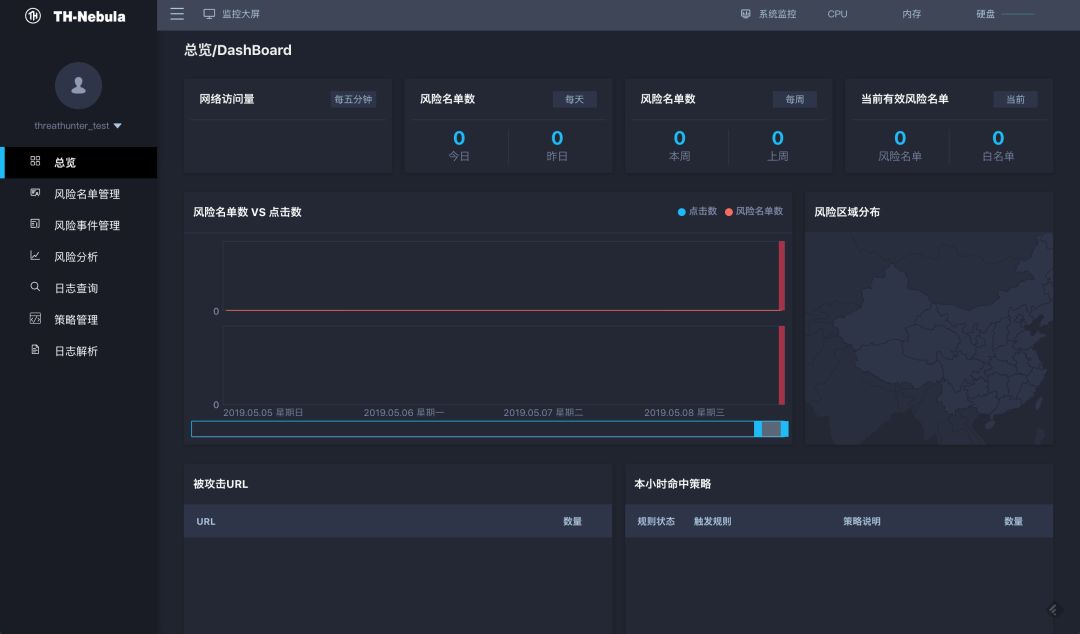 TH-Nebula
监控大屏
系统监控 CPU 内存 硬盘
总览/DashBoard
threathunter_test
总览
风险名单管理
风险事件管理
风险分析
日志查询
策略管理
日志解析
网络访问量 每五分钟
风险名单数 每天
0 0
今日 昨日
风险名单数 每周
0 0
本周 上周
当前有效风险名单 当前
0 0
风险名单 白名单
风险名单数 VS 点击数 点击数 风险名单数
0
0
2019.05.05 星期日 2019.05.06 星期一 2019.05.07 星期二 2019.05.08 星期三
风险区域分布
被攻击URL
URL 数量
本小时命中策略
规则状态 触发规则 策略说明 数量